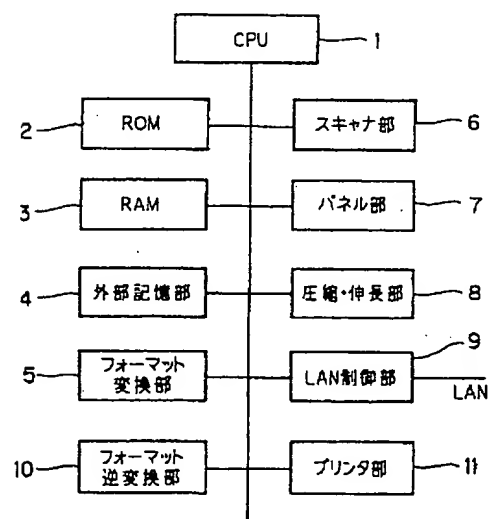 CPU
1
2
ROM
スキャナ部
6
3
RAM
パネル部
7
4
外部記憶部
圧縮・伸長部
8
5
フォーマット
変換部
LAN制御部
9
LAN
10
フォーマット
逆変換部
プリンタ部
11